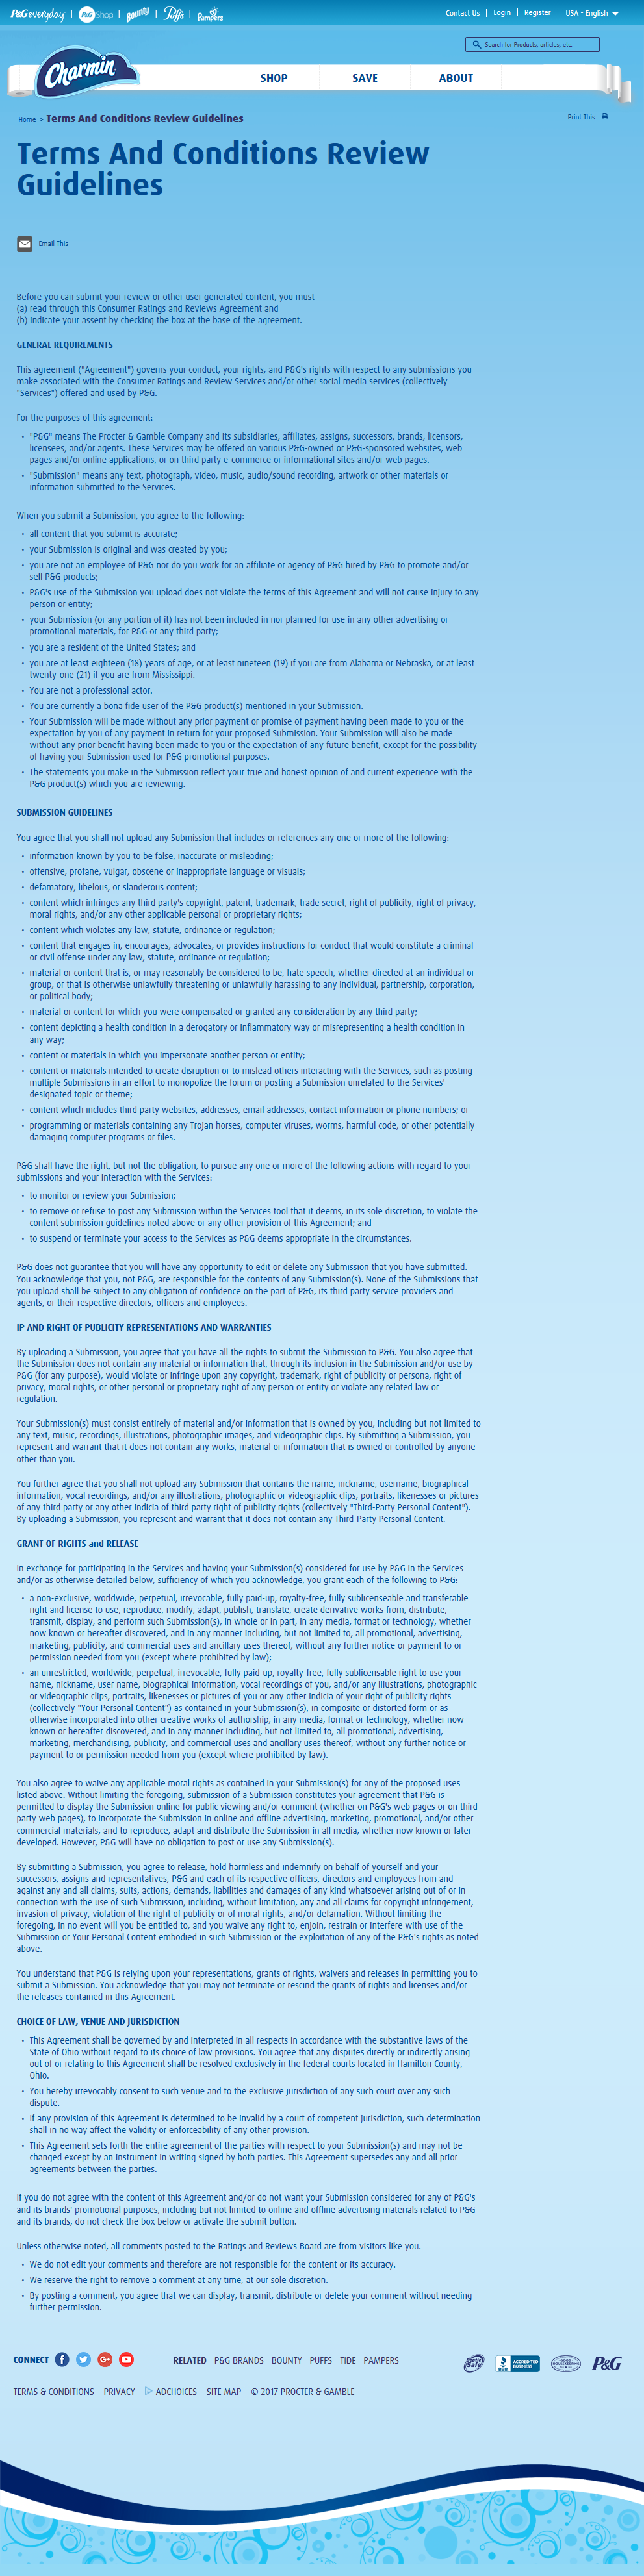 P&G everyday | P&G Shop | Bounty | Puffs | Pampers
Contact Us | Login | Register USA - English
Search for Products, articles, etc.
Charmin
SHOP SAVE ABOUT
Home > Terms And Conditions Review Guidelines
Print This
Terms And Conditions Review
Guidelines
Email This
Before you can submit your review or other user generated content, you must
(a) read through this Consumer Ratings and Reviews Agreement and
(b) indicate your assent by checking the box at the base of the agreement.
GENERAL REQUIREMENTS
This agreement ("Agreement") governs your conduct, your rights, and P&G's rights with respect to any submissions you
make associated with the Consumer Ratings and Review Services and/or other social media services (collectively
"Services") offered and used by P&G.
For the purposes of this agreement:
• "P&G" means The Procter & Gamble Company and its subsidiaries, affiliates, assigns, successors, brands, licensors,
licensees, and/or agents. These Services may be offered on various P&G-owned or P&G-sponsored websites, web
pages and/or online applications, or on third party e-commerce or informational sites and/or web pages.
• "Submission" means any text, photograph, video, music, audio/sound recording, artwork or other materials or
information submitted to the Services.
When you submit a Submission, you agree to the following:
• all content that you submit is accurate;
• your Submission is original and was created by you;
• you are not an employee of P&G nor do you work for an affiliate or agency of P&G hired by P&G to promote and/or
sell P&G products;
• P&G's use of the Submission you upload does not violate the terms of this Agreement and will not cause injury to any
person or entity;
• your Submission (or any portion of it) has not been included in nor planned for use in any other advertising or
promotional materials, for P&G or any third party;
• you are a resident of the United States; and
• you are at least eighteen (18) years of age, or at least nineteen (19) if you are from Alabama or Nebraska, or at least
twenty-one (21) if you are from Mississippi.
• You are not a professional actor.
• You are currently a bona fide user of the P&G product(s) mentioned in your Submission.
• Your Submission will be made without any prior payment or promise of payment having been made to you or the
expectation by you of any payment in return for your proposed Submission. Your Submission will also be made
without any prior benefit having been made to you or the expectation of any future benefit, except for the possibility
of having your Submission used for P&G promotional purposes.
• The statements you make in the Submission reflect your true and honest opinion of and current experience with the
P&G product(s) which you are reviewing.
SUBMISSION GUIDELINES
You agree that you shall not upload any Submission that includes or references any one or more of the following:
• information known by you to be false, inaccurate or misleading;
• offensive, profane, vulgar, obscene or inappropriate language or visuals;
• defamatory, libelous, or slanderous content;
• content which infringes any third party's copyright, patent, trademark, trade secret, right of publicity, right of privacy,
moral rights, and/or any other applicable personal or proprietary rights;
• content which violates any law, statute, ordinance or regulation;
• content that engages in, encourages, advocates, or provides instructions for conduct that would constitute a criminal
or civil offense under any law, statute, ordinance or regulation;
• material or content that is, or may reasonably be considered to be, hate speech, whether directed at an individual or
group, or that is otherwise unlawfully threatening or unlawfully harassing to any individual, partnership, corporation,
or political body;
• material or content for which you were compensated or granted any consideration by any third party;
• content depicting a health condition in a derogatory or inflammatory way or misrepresenting a health condition in
any way;
• content or materials in which you impersonate another person or entity;
• content or materials intended to create disruption or to mislead others interacting with the Services, such as posting
multiple Submissions in an effort to monopolize the forum or posting a Submission unrelated to the Services'
designated topic or theme;
• content which includes third party websites, addresses, email addresses, contact information or phone numbers; or
• programming or materials containing any Trojan horses, computer viruses, worms, harmful code, or other potentially
damaging computer programs or files.
P&G shall have the right, but not the obligation, to pursue any one or more of the following actions with regard to your
submissions and your interaction with the Services:
• to monitor or review your Submission;
• to remove or refuse to post any Submission within the Services tool that it deems, in its sole discretion, to violate the
content submission guidelines noted above or any other provision of this Agreement; and
• to suspend or terminate your access to the Services as P&G deems appropriate in the circumstances.
P&G does not guarantee that you will have any opportunity to edit or delete any Submission that you have submitted.
You acknowledge that you, not P&G, are responsible for the contents of any Submission(s). None of the Submissions that
you upload shall be subject to any obligation of confidence on the part of P&G, its third party service providers and
agents, or their respective directors, officers and employees.
IP AND RIGHT OF PUBLICITY REPRESENTATIONS AND WARRANTIES
By uploading a Submission, you agree that you have all the rights to submit the Submission to P&G. You also agree that
the Submission does not contain any material or information that, through its inclusion in the Submission and/or use by
P&G (for any purpose), would violate or infringe upon any copyright, trademark, right of publicity or persona, right of
privacy, moral rights, or other personal or proprietary right of any person or entity or violate any related law or
regulation.
Your Submission(s) must consist entirely of material and/or information that is owned by you, including but not limited to
any text, music, recordings, illustrations, photographic images, and videographic clips. By submitting a Submission, you
represent and warrant that it does not contain any works, material or information that is owned or controlled by anyone
other than you.
You further agree that you shall not upload any Submission that contains the name, nickname, username, biographical
information, vocal recordings, and/or any illustrations, photographic or videographic clips, portraits, likenesses or pictures
of any third party or any other indicia of third party right of publicity rights (collectively "Third-Party Personal Content").
By uploading a Submission, you represent and warrant that it does not contain any Third-Party Personal Content.
GRANT OF RIGHTS and RELEASE
In exchange for participating in the Services and having your Submission(s) considered for use by P&G in the Services
and/or as otherwise detailed below, sufficiency of which you acknowledge, you grant each of the following to P&G:
• a non-exclusive, worldwide, perpetual, irrevocable, fully paid-up, royalty-free, fully sublicenseable and transferable
right and license to use, reproduce, modify, adapt, publish, translate, create derivative works from, distribute,
transmit, display, and perform such Submission(s), in whole or in part, in any media, format or technology, whether
now known or hereafter discovered, and in any manner including, but not limited to, all promotional, advertising,
marketing, publicity, and commercial uses and ancillary uses thereof, without any further notice or payment to or
permission needed from you (except where prohibited by law);
• an unrestricted, worldwide, perpetual, irrevocable, fully paid-up, royalty-free, fully sublicensable right to use your
name, nickname, user name, biographical information, vocal recordings of you, and/or any illustrations, photographic
or videographic clips, portraits, likenesses or pictures of you or any other indicia of your right of publicity rights
(collectively "Your Personal Content") as contained in your Submission(s), in composite or distorted form or as
otherwise incorporated into other creative works of authorship, in any media, format or technology, whether now
known or hereafter discovered, and in any manner including, but not limited to, all promotional, advertising,
marketing, merchandising, publicity, and commercial uses and ancillary uses thereof, without any further notice or
payment to or permission needed from you (except where prohibited by law).
You also agree to waive any applicable moral rights as contained in your Submission(s) for any of the proposed uses
listed above. Without limiting the foregoing, submission of a Submission constitutes your agreement that P&G is
permitted to display the Submission online for public viewing and/or comment (whether on P&G's web pages or on third
party web pages), to incorporate the Submission in online and offline advertising, marketing, promotional, and/or other
commercial materials, and to reproduce, adapt and distribute the Submission in all media, whether now known or later
developed. However, P&G will have no obligation to post or use any Submission(s).
By submitting a Submission, you agree to release, hold harmless and indemnify on behalf of yourself and your
successors, assigns and representatives, P&G and each of its respective officers, directors and employees from and
against any and all claims, suits, actions, demands, liabilities and damages of any kind whatsoever arising out of or in
connection with the use of such Submission, including, without limitation, any and all claims for copyright infringement,
invasion of privacy, violation of the right of publicity or of moral rights, and/or defamation. Without limiting the
foregoing, in no event will you be entitled to, and you waive any right to, enjoin, restrain or interfere with use of the
Submission or Your Personal Content embodied in such Submission or the exploitation of any of the P&G's rights as noted
above.
You understand that P&G is relying upon your representations, grants of rights, waivers and releases in permitting you to
submit a Submission. You acknowledge that you may not terminate or rescind the grants of rights and licenses and/or
the releases contained in this Agreement.
CHOICE OF LAW, VENUE AND JURISDICTION
• This Agreement shall be governed by and interpreted in all respects in accordance with the substantive laws of the
State of Ohio without regard to its choice of law provisions. You agree that any disputes directly or indirectly arising
out of or relating to this Agreement shall be resolved exclusively in the federal courts located in Hamilton County,
Ohio.
• You hereby irrevocably consent to such venue and to the exclusive jurisdiction of any such court over any such
dispute.
• If any provision of this Agreement is determined to be invalid by a court of competent jurisdiction, such determination
shall in no way affect the validity or enforceability of any other provision.
• This Agreement sets forth the entire agreement of the parties with respect to your Submission(s) and may not be
changed except by an instrument in writing signed by both parties. This Agreement supersedes any and all prior
agreements between the parties.
If you do not agree with the content of this Agreement and/or do not want your Submission considered for any of P&G's
and its brands' promotional purposes, including but not limited to online and offline advertising materials related to P&G
and its brands, do not check the box below or activate the submit button.
Unless otherwise noted, all comments posted to the Ratings and Reviews Board are from visitors like you.
• We do not edit your comments and therefore are not responsible for the content or its accuracy.
• We reserve the right to remove a comment at any time, at our sole discretion.
• By posting a comment, you agree that we can display, transmit, distribute or delete your comment without needing
further permission.
CONNECT RELATED P&G BRANDS BOUNTY PUFFS TIDE PAMPERS
Septic Safe BBB ACCREDITED BUSINESS GOOD HOUSEKEEPING P&G
TERMS & CONDITIONS PRIVACY ADCHOICES SITE MAP © 2017 PROCTER & GAMBLE